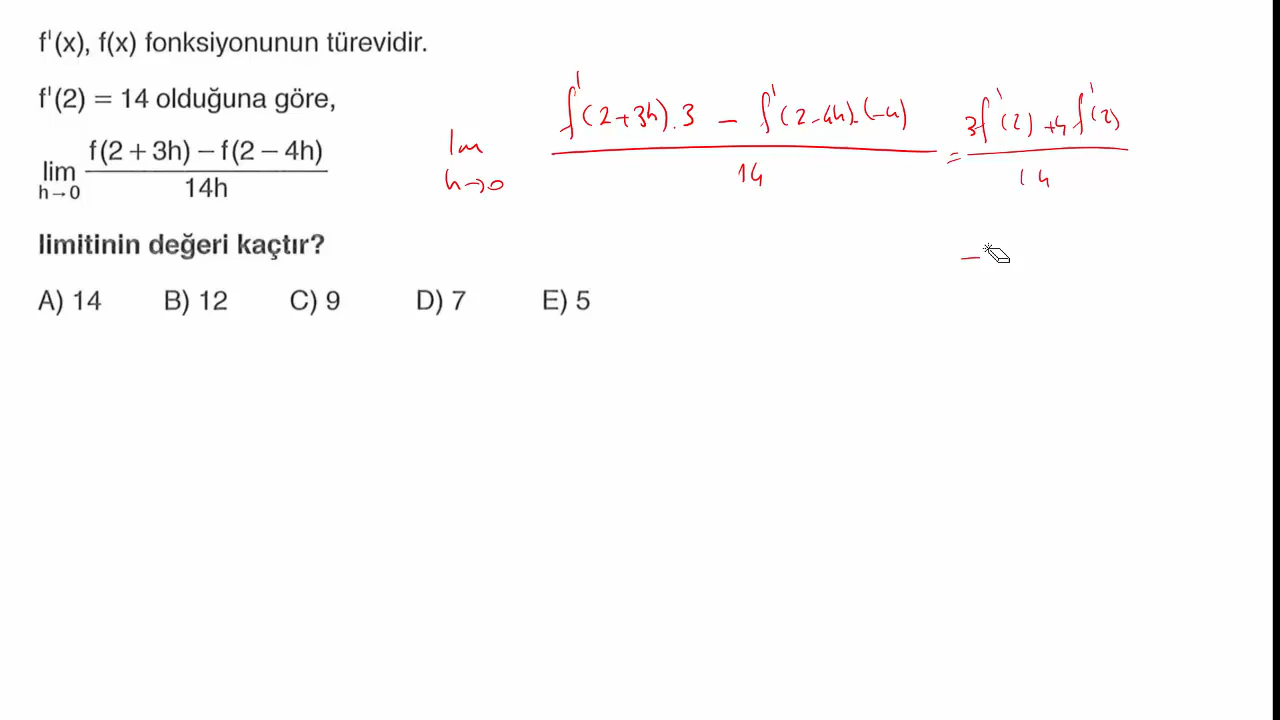 f'(x), f(x) fonksiyonunun türevidir.
f'(2) = 14 olduğuna göre,
lim h→0 f(2 + 3h) – f(2 – 4h) / 14h
limitinin değeri kaçtır?
A) 14 B) 12 C) 9 D) 7 E) 5
lim h→0 f'(2+3h).3 – f'(2-4h).(-4) / 14 = 3f'(2) + 4f'(2) / 14